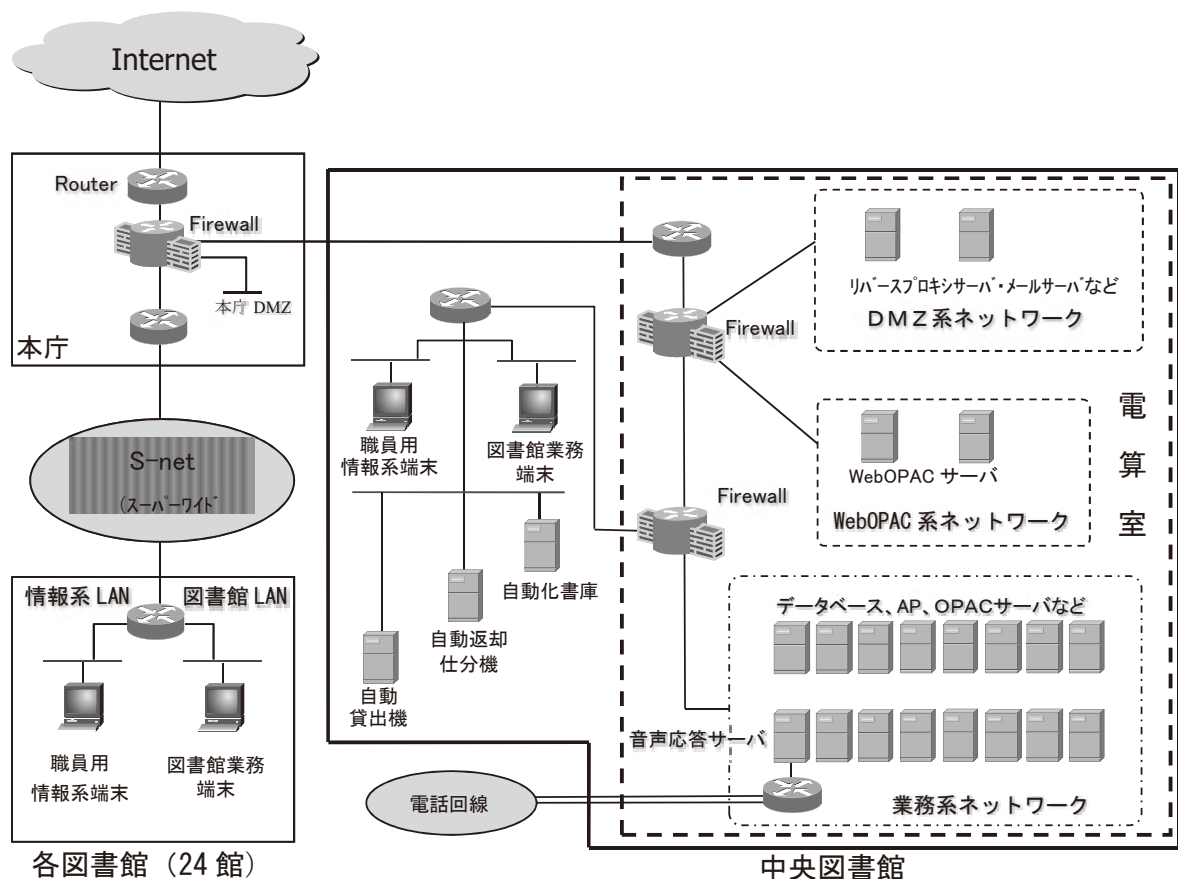 Internet
Router
Firewall
本庁 DMZ
本庁
S-net
(スーパーワイド
情報系 LAN
図書館 LAN
職員用
情報系端末
図書館業務
端末
各図書館（24 館）
職員用
情報系端末
図書館業務
端末
自動化書庫
自動返却
仕分機
自動
貸出機
Firewall
Firewall
リバースプロキシサーバ・メールサーバなど
ＤＭＺ系ネットワーク
WebOPAC サーバ
WebOPAC 系ネットワーク
電算室
データベース、AP、OPACサーバなど
音声応答サーバ
業務系ネットワーク
電話回線
中央図書館